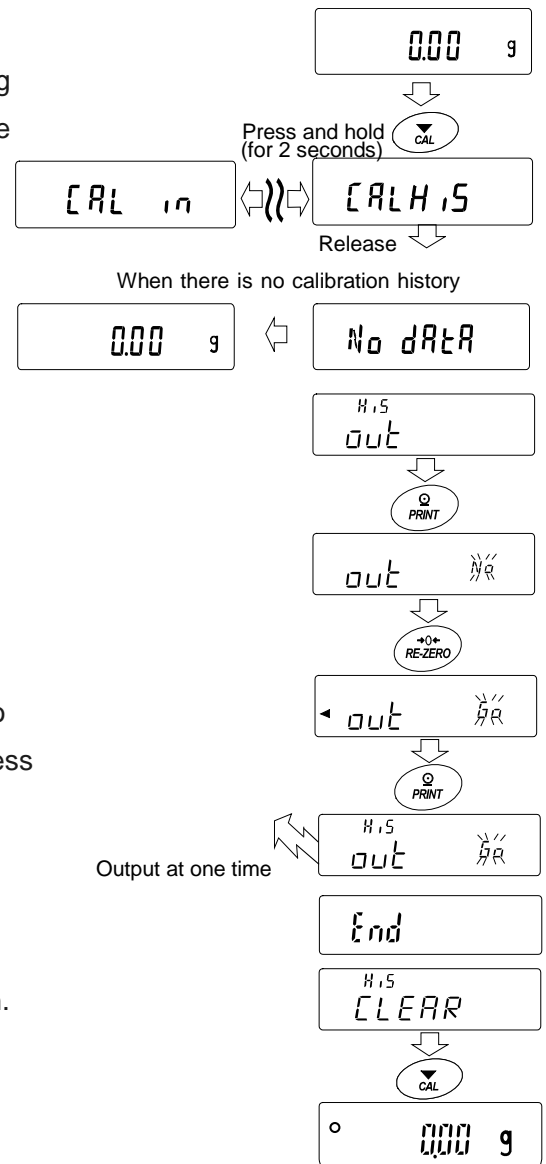 0.00 g
g
e
CAL
Press and hold
(for 2 seconds)
CAL in
CALHiS
Release
When there is no calibration history
0.00 g
No dAtA
HiS
out
PRINT
out No
→0←
RE-ZERO
out Go
o
ess
PRINT
HiS
out Go
Output at one time
End
n.
HiS
CLEAR
CAL
0.00 g